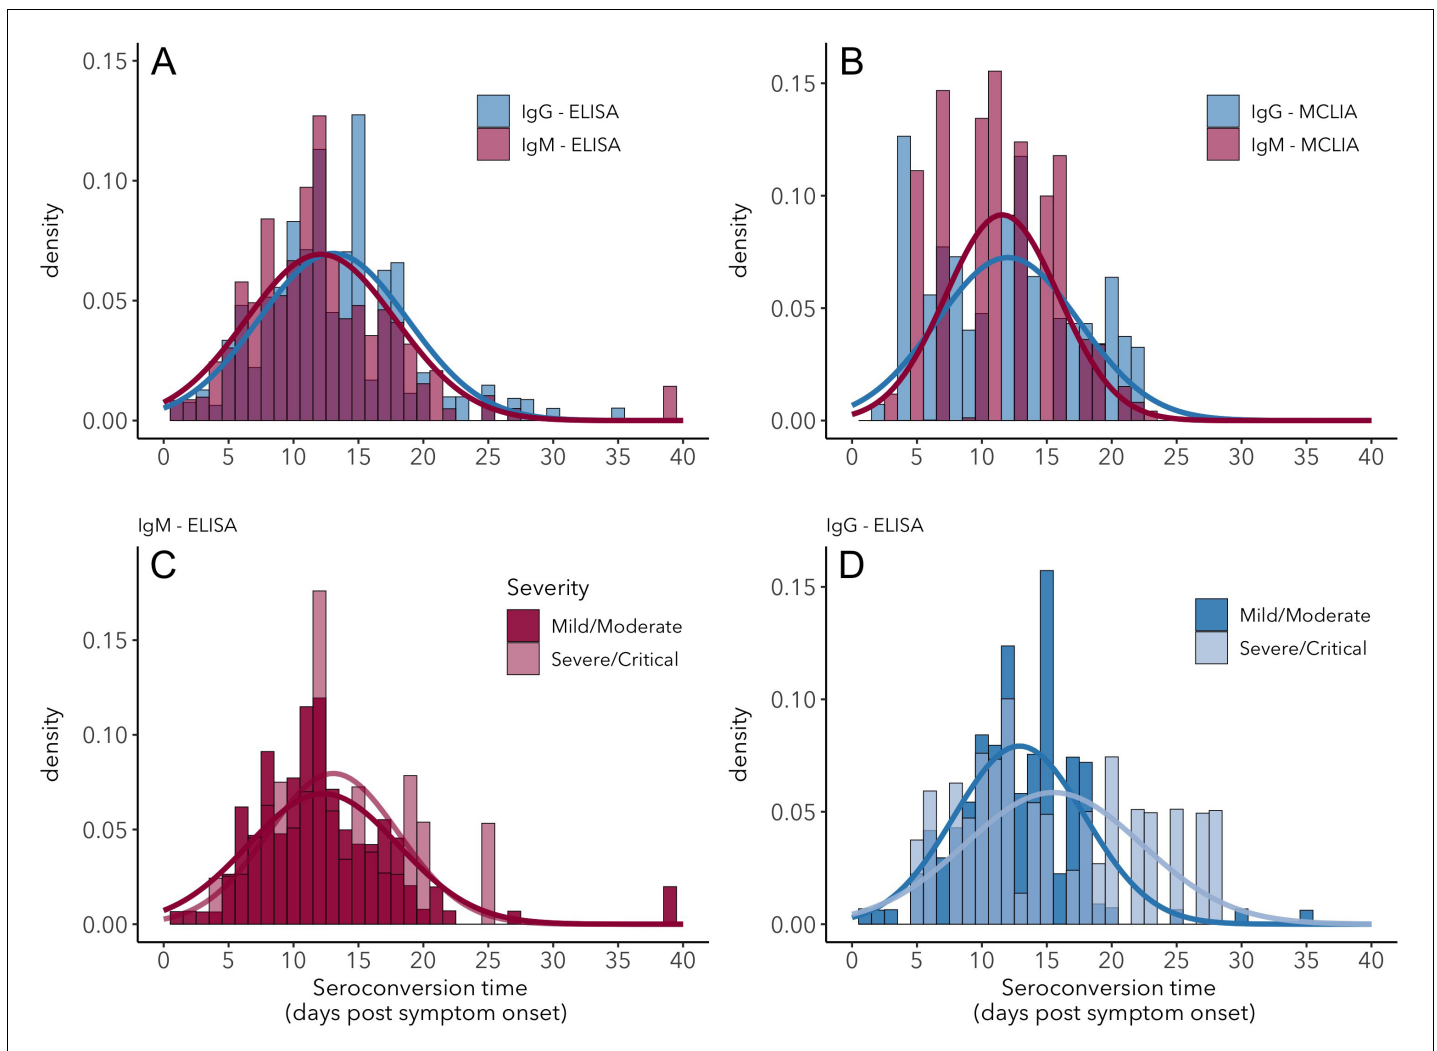 A
0.15
0.10
0.05
0.00
density
IgG - ELISA
IgM - ELISA
0 5 10 15 20 25 30 35 40
B
0.15
0.10
0.05
0.00
density
IgG - MCLIA
IgM - MCLIA
0 5 10 15 20 25 30 35 40
IgM - ELISA
C
0.15
0.10
0.05
0.00
density
Severity
Mild/Moderate
Severe/Critical
0 5 10 15 20 25 30 35 40
Seroconversion time
(days post symptom onset)
IgG - ELISA
D
0.15
0.10
0.05
0.00
density
Mild/Moderate
Severe/Critical
0 5 10 15 20 25 30 35 40
Seroconversion time
(days post symptom onset)